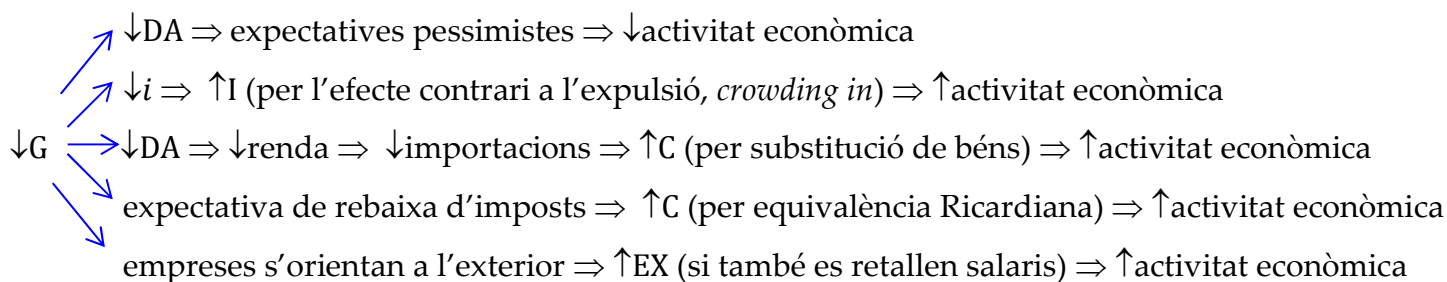 ↓DA ⇒ expectatives pessimistes ⇒ ↓activitat econòmica
↓i ⇒ ↑I (per l’efecte contrari a l’expulsió, crowding in) ⇒ ↑activitat econòmica
↓G ↓DA ⇒ ↓renda ⇒ ↓importacions ⇒ ↑C (per substitució de béns) ⇒ ↑activitat econòmica
expectativa de rebaixa d’imposts ⇒ ↑C (per equivalència Ricardiana) ⇒ ↑activitat econòmica
empreses s’orientan a l’exterior ⇒ ↑EX (si també es retallen salaris) ⇒ ↑activitat econòmica